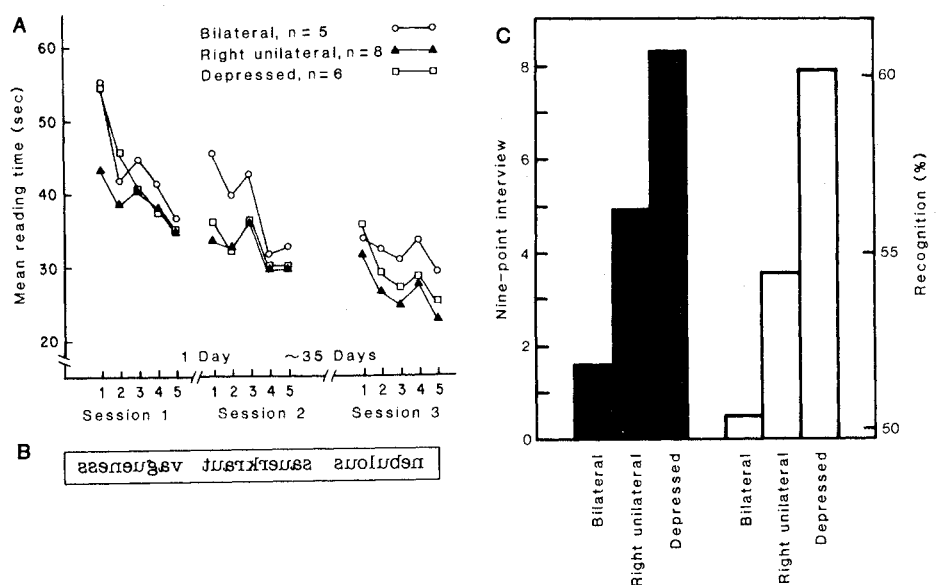 A
60
50
40
30
20
Mean reading time (sec)
Bilateral, n = 5
Right unilateral, n = 8
Depressed, n = 6
1 Day ~35 Days
1 2 3 4 5 1 2 3 4 5 1 2 3 4 5
Session 1 Session 2 Session 3
B
vagueness sauerkraut nebulous
C
8
6
4
2
0
Nine-point interview
60
55
50
Recognition (%)
Bilateral
Right unilateral
Depressed
Bilateral
Right unilateral
Depressed